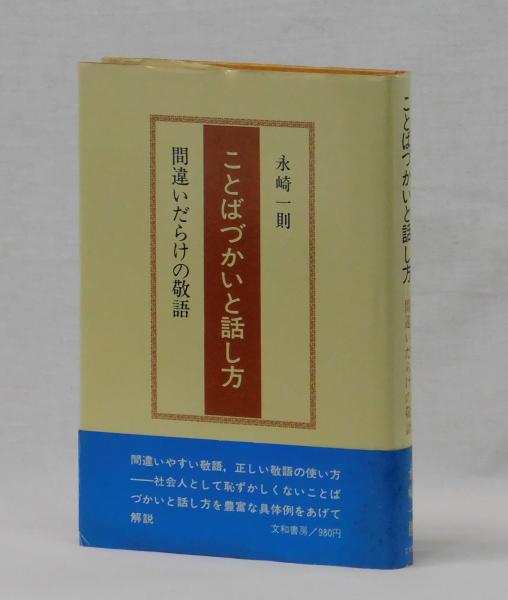 永崎一則
ことばづかいと話し方
間違いだらけの敬語
間違いやすい敬語，正しい敬語の使い方
――社会人として恥ずかしくないことば
づかいと話し方を豊富な具体例をあげて
解説
文和書房／980円
ことばづかいと話し方
間違いだらけの敬語
永崎一則